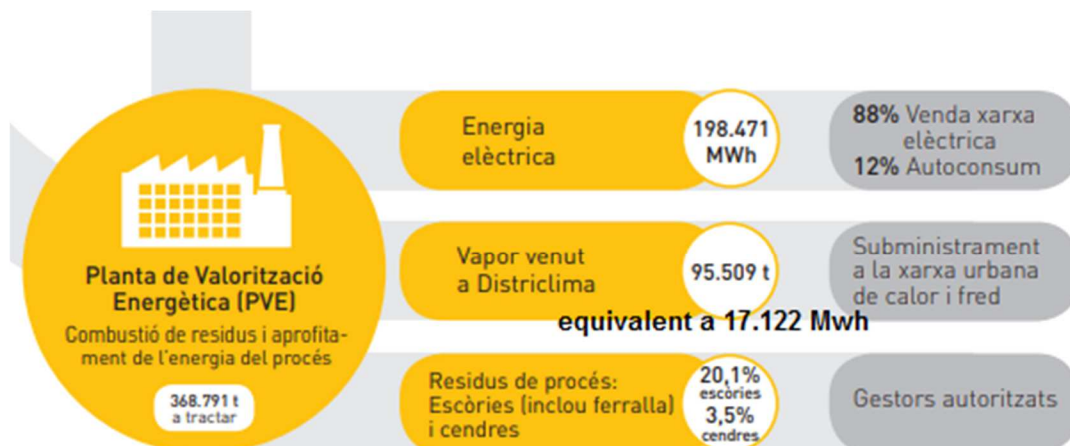 Planta de Valorització
Energètica (PVE)
Combustió de residus i aprofita-
ment de l'energia del procés
368.791 t
a tractar
Energia
elèctrica
198.471
MWh
88% Venda xarxa
elèctrica
12% Autoconsum
Vapor venut
a Districlima
95.509 t
equivalent a 17.122 Mwh
Subministrament
a la xarxa urbana
de calor i fred
Residus de procés:
Escòries (inclou ferralla)
i cendres
20,1%
escòries
3,5%
cendres
Gestors autoritzats